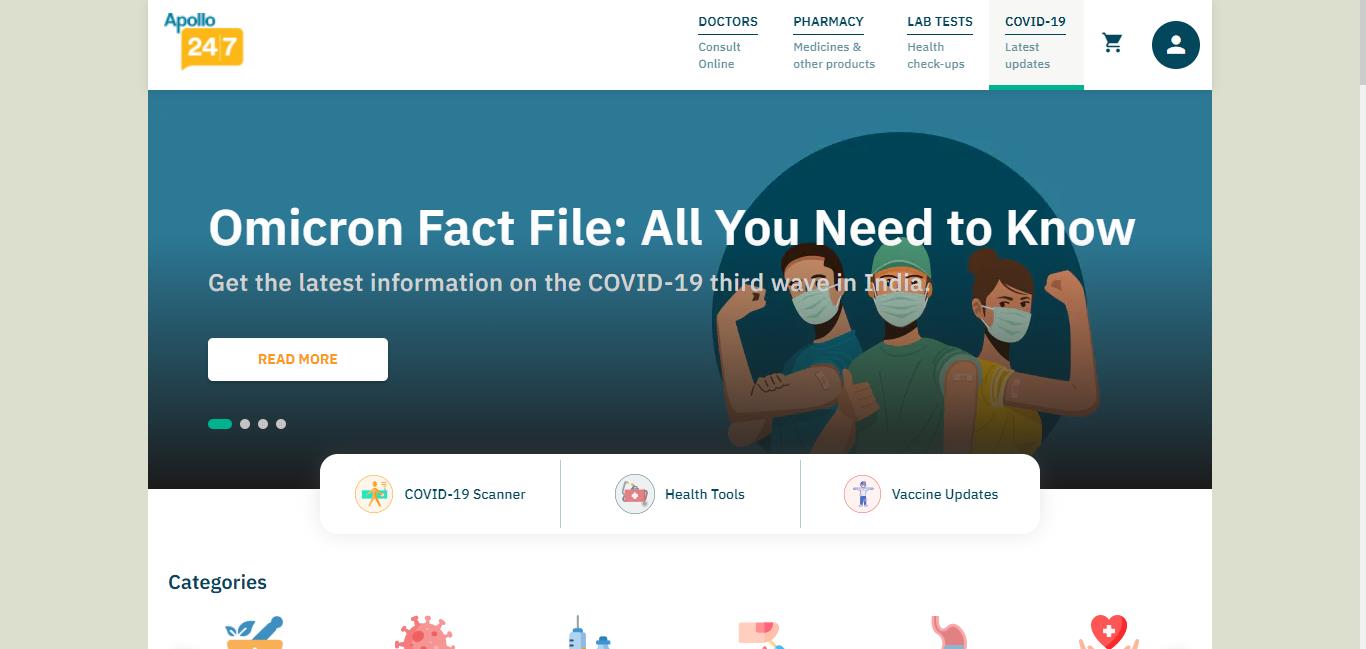 Apollo
24|7
DOCTORS
Consult
Online
PHARMACY
Medicines &
other products
LAB TESTS
Health
check-ups
COVID-19
Latest
updates
Omicron Fact File: All You Need to Know
Get the latest information on the COVID-19 third wave in India.
READ MORE
COVID-19 Scanner
Health Tools
Vaccine Updates
Categories